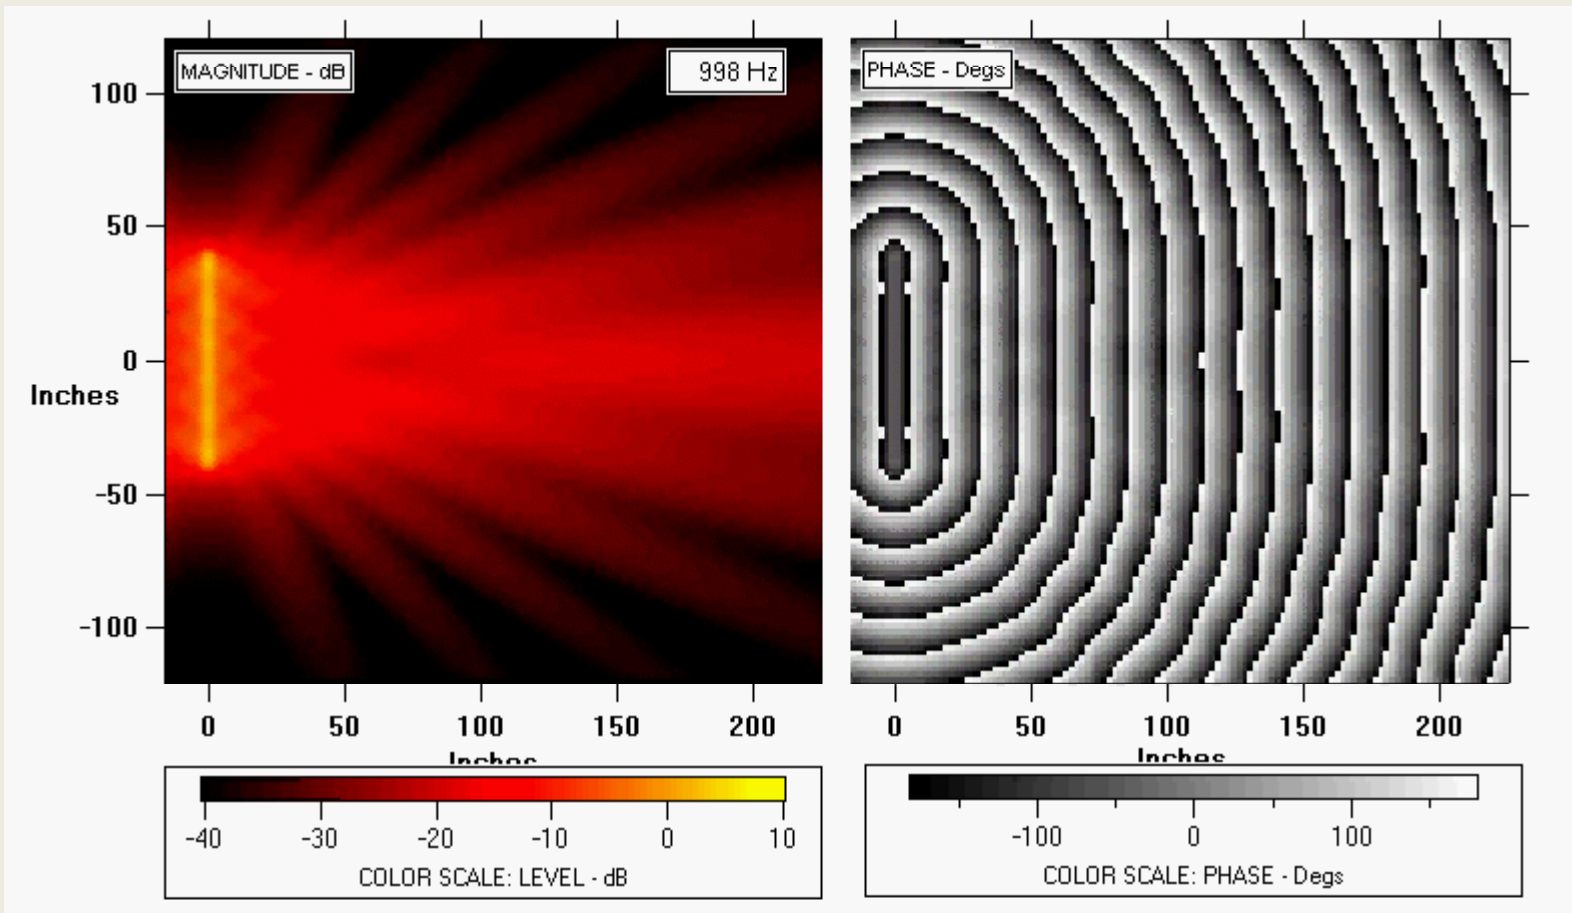 MAGNITUDE - dB
998 Hz
PHASE - Degs
100
50
0
Inches
-50
-100
0 50 100 150 200
Inches
0 50 100 150 200
Inches
-40 -30 -20 -10 0 10
COLOR SCALE: LEVEL - dB
-100 0 100
COLOR SCALE: PHASE - Degs